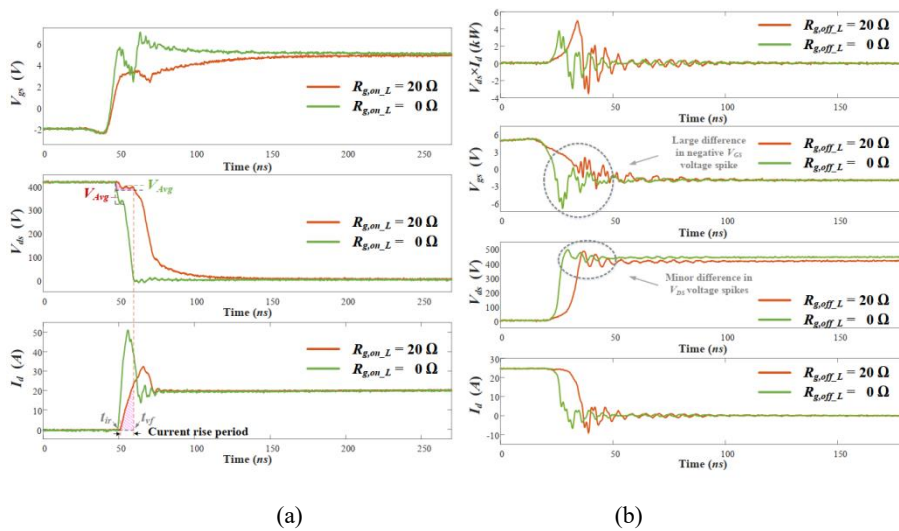 V_gs (V)
6
4
2
0
-2
R_g,on_L = 20 Ω
R_g,on_L = 0 Ω
0 50 100 150 200 250
Time (ns)
V_ds (V)
400
300
200
100
0
V_Avg
V_Avg
R_g,on_L = 20 Ω
R_g,on_L = 0 Ω
0 50 100 150 200 250
Time (ns)
I_d (A)
50
40
30
20
10
0
R_g,on_L = 20 Ω
R_g,on_L = 0 Ω
t_ir
t_vf
Current rise period
0 50 100 150 200 250
Time (ns)
(a)
V_ds×I_d (kW)
6
4
2
0
-2
-4
R_g,off_L = 20 Ω
R_g,off_L = 0 Ω
0 50 100 150
Time (ns)
V_gs (V)
6
3
0
-3
-6
Large difference
in negative V_GS
voltage spike
R_g,off_L = 20 Ω
R_g,off_L = 0 Ω
0 50 100 150
Time (ns)
V_ds (V)
500
400
300
200
100
0
Minor difference in
V_DS voltage spikes
R_g,off_L = 20 Ω
R_g,off_L = 0 Ω
0 50 100 150
Time (ns)
I_d (A)
30
20
10
0
-10
R_g,off_L = 20 Ω
R_g,off_L = 0 Ω
0 50 100 150
Time (ns)
(b)